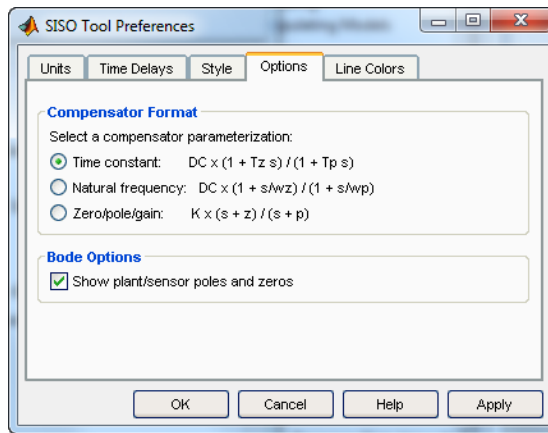 SISO Tool Preferences
Units
Time Delays
Style
Options
Line Colors
Compensator Format
Select a compensator parameterization:
Time constant: DC x (1 + Tz s) / (1 + Tp s)
Natural frequency: DC x (1 + s/wz) / (1 + s/wp)
Zero/pole/gain: K x (s + z) / (s + p)
Bode Options
Show plant/sensor poles and zeros
OK
Cancel
Help
Apply